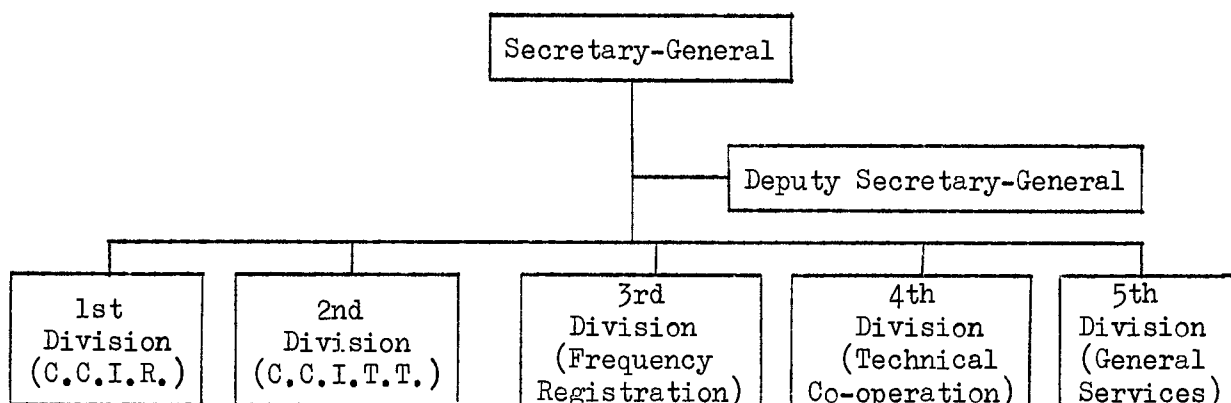 Secretary-General
Deputy Secretary-General
1st
Division
(C.C.I.R.)
2nd
Division
(C.C.I.T.T.)
3rd
Division
(Frequency
Registration)
4th
Division
(Technical
Co-operation)
5th
Division
(General
Services)